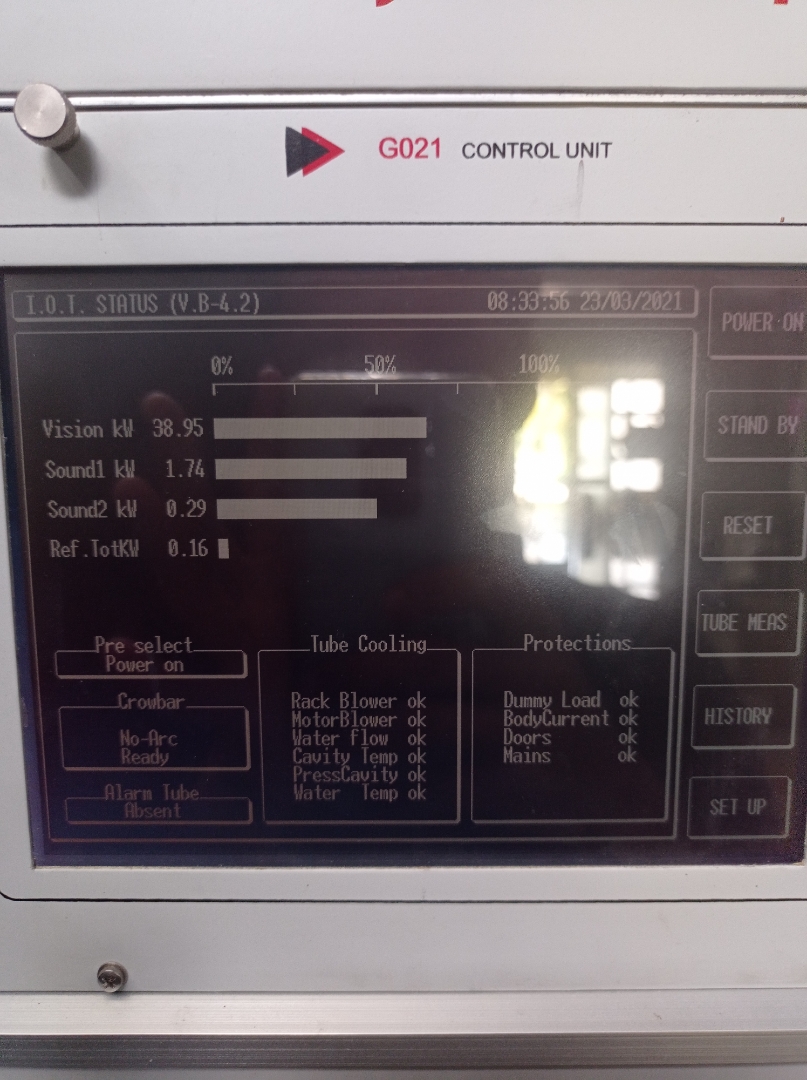 G021 CONTROL UNIT
I.O.T. STATUS (V.B-4.2) 08:33:56 23/03/2021
0% 50% 100%
Vision kW 38.95
Sound1 kW 1.74
Sound2 kW 0.29
Ref.TotKW 0.16
Pre select
Power on
Crowbar
No-Arc
Ready
Alarm Tube
Absent
Tube Cooling
Rack Blower ok
MotorBlower ok
Water flow ok
Cavity Temp ok
PressCavity ok
Water Temp ok
Protections
Dummy Load ok
BodyCurrent ok
Doors ok
Mains ok
POWER ON
STAND BY
RESET
TUBE MEAS
HISTORY
SET UP